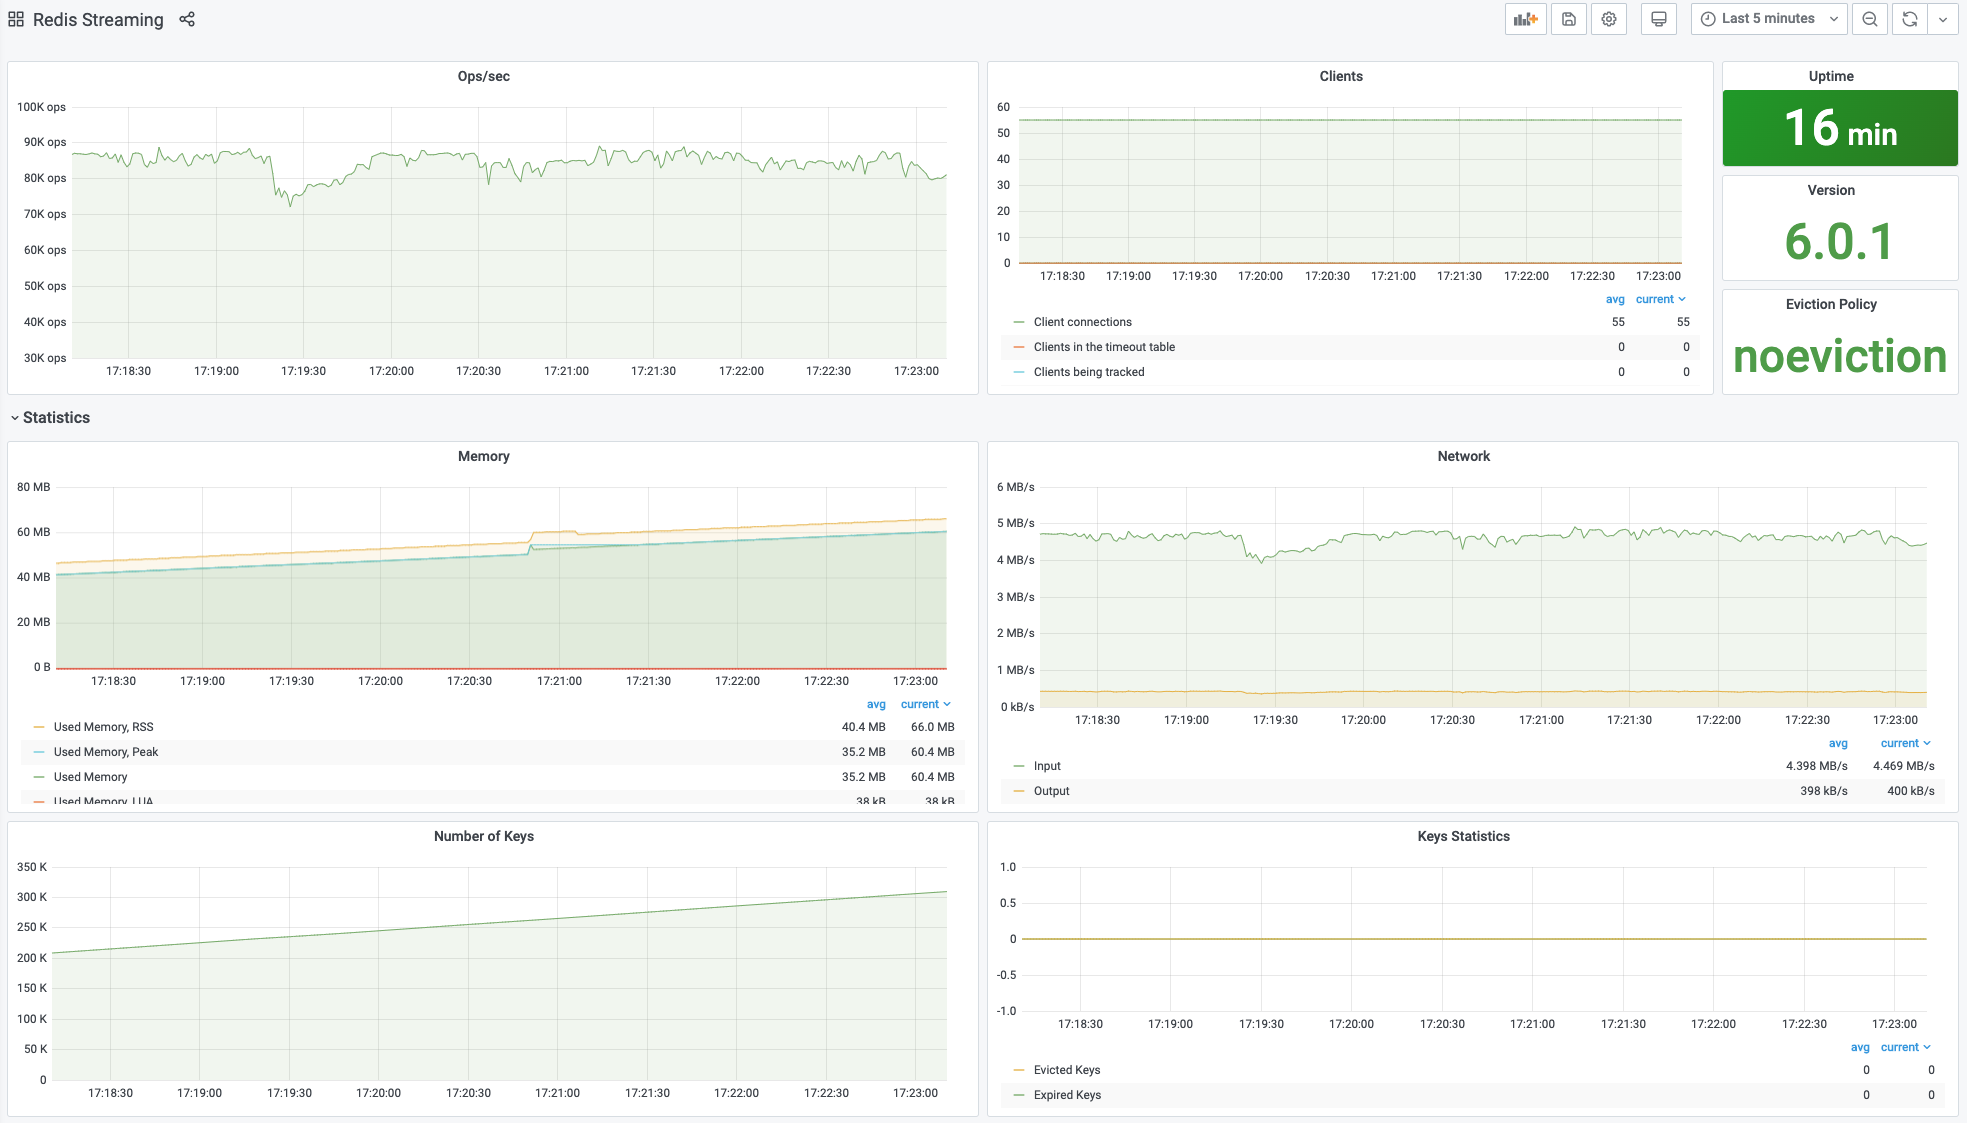 Redis Streaming
Last 5 minutes
Ops/sec
100K ops
90K ops
80K ops
70K ops
60K ops
50K ops
40K ops
30K ops
17:18:30 17:19:00 17:19:30 17:20:00 17:20:30 17:21:00 17:21:30 17:22:00 17:22:30 17:23:00
Clients
60
50
40
30
20
10
0
17:18:30 17:19:00 17:19:30 17:20:00 17:20:30 17:21:00 17:21:30 17:22:00 17:22:30 17:23:00
avg current
Client connections 55 55
Clients in the timeout table 0 0
Clients being tracked 0 0
Uptime
16 min
Version
6.0.1
Eviction Policy
noeviction
Statistics
Memory
80 MB
60 MB
40 MB
20 MB
0 B
17:18:30 17:19:00 17:19:30 17:20:00 17:20:30 17:21:00 17:21:30 17:22:00 17:22:30 17:23:00
avg current
Used Memory, RSS 40.4 MB 66.0 MB
Used Memory, Peak 35.2 MB 60.4 MB
Used Memory 35.2 MB 60.4 MB
Used Memory, LUA 38 kB 38 kB
Network
6 MB/s
5 MB/s
4 MB/s
3 MB/s
2 MB/s
1 MB/s
0 kB/s
17:18:30 17:19:00 17:19:30 17:20:00 17:20:30 17:21:00 17:21:30 17:22:00 17:22:30 17:23:00
avg current
Input 4.398 MB/s 4.469 MB/s
Output 398 kB/s 400 kB/s
Number of Keys
350 K
300 K
250 K
200 K
150 K
100 K
50 K
0
17:18:30 17:19:00 17:19:30 17:20:00 17:20:30 17:21:00 17:21:30 17:22:00 17:22:30 17:23:00
Keys Statistics
1.0
0.5
0
-0.5
-1.0
17:18:30 17:19:00 17:19:30 17:20:00 17:20:30 17:21:00 17:21:30 17:22:00 17:22:30 17:23:00
avg current
Evicted Keys 0 0
Expired Keys 0 0